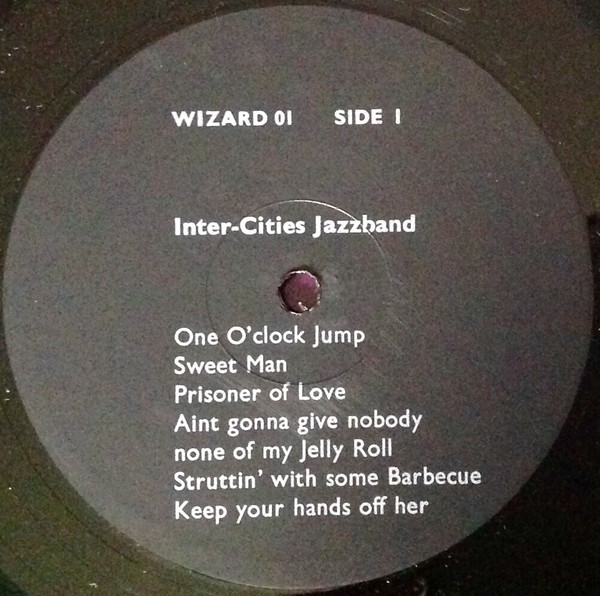 WIZARD 01 SIDE 1
Inter-Cities Jazzband
One O'clock Jump
Sweet Man
Prisoner of Love
Aint gonna give nobody
none of my Jelly Roll
Struttin' with some Barbecue
Keep your hands off her